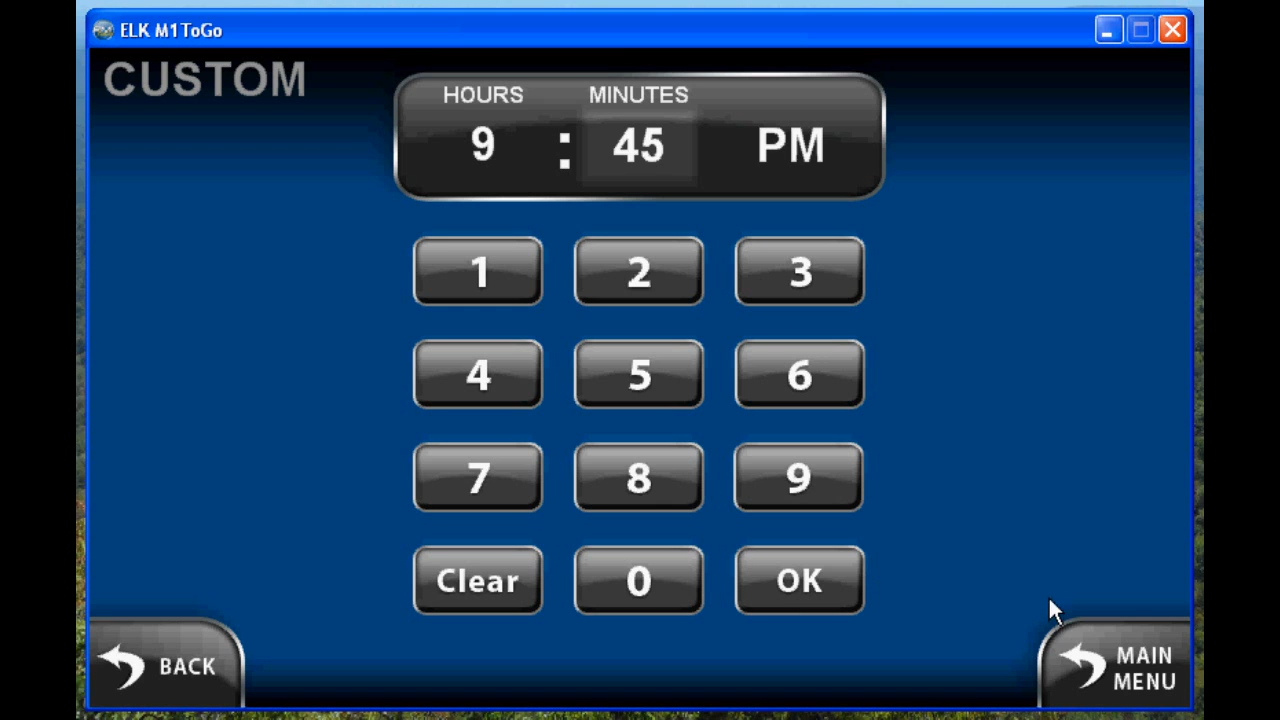 ELK M1ToGo
CUSTOM
HOURS MINUTES
9 : 45 PM
1 2 3
4 5 6
7 8 9
Clear 0 OK
BACK
MAIN
MENU